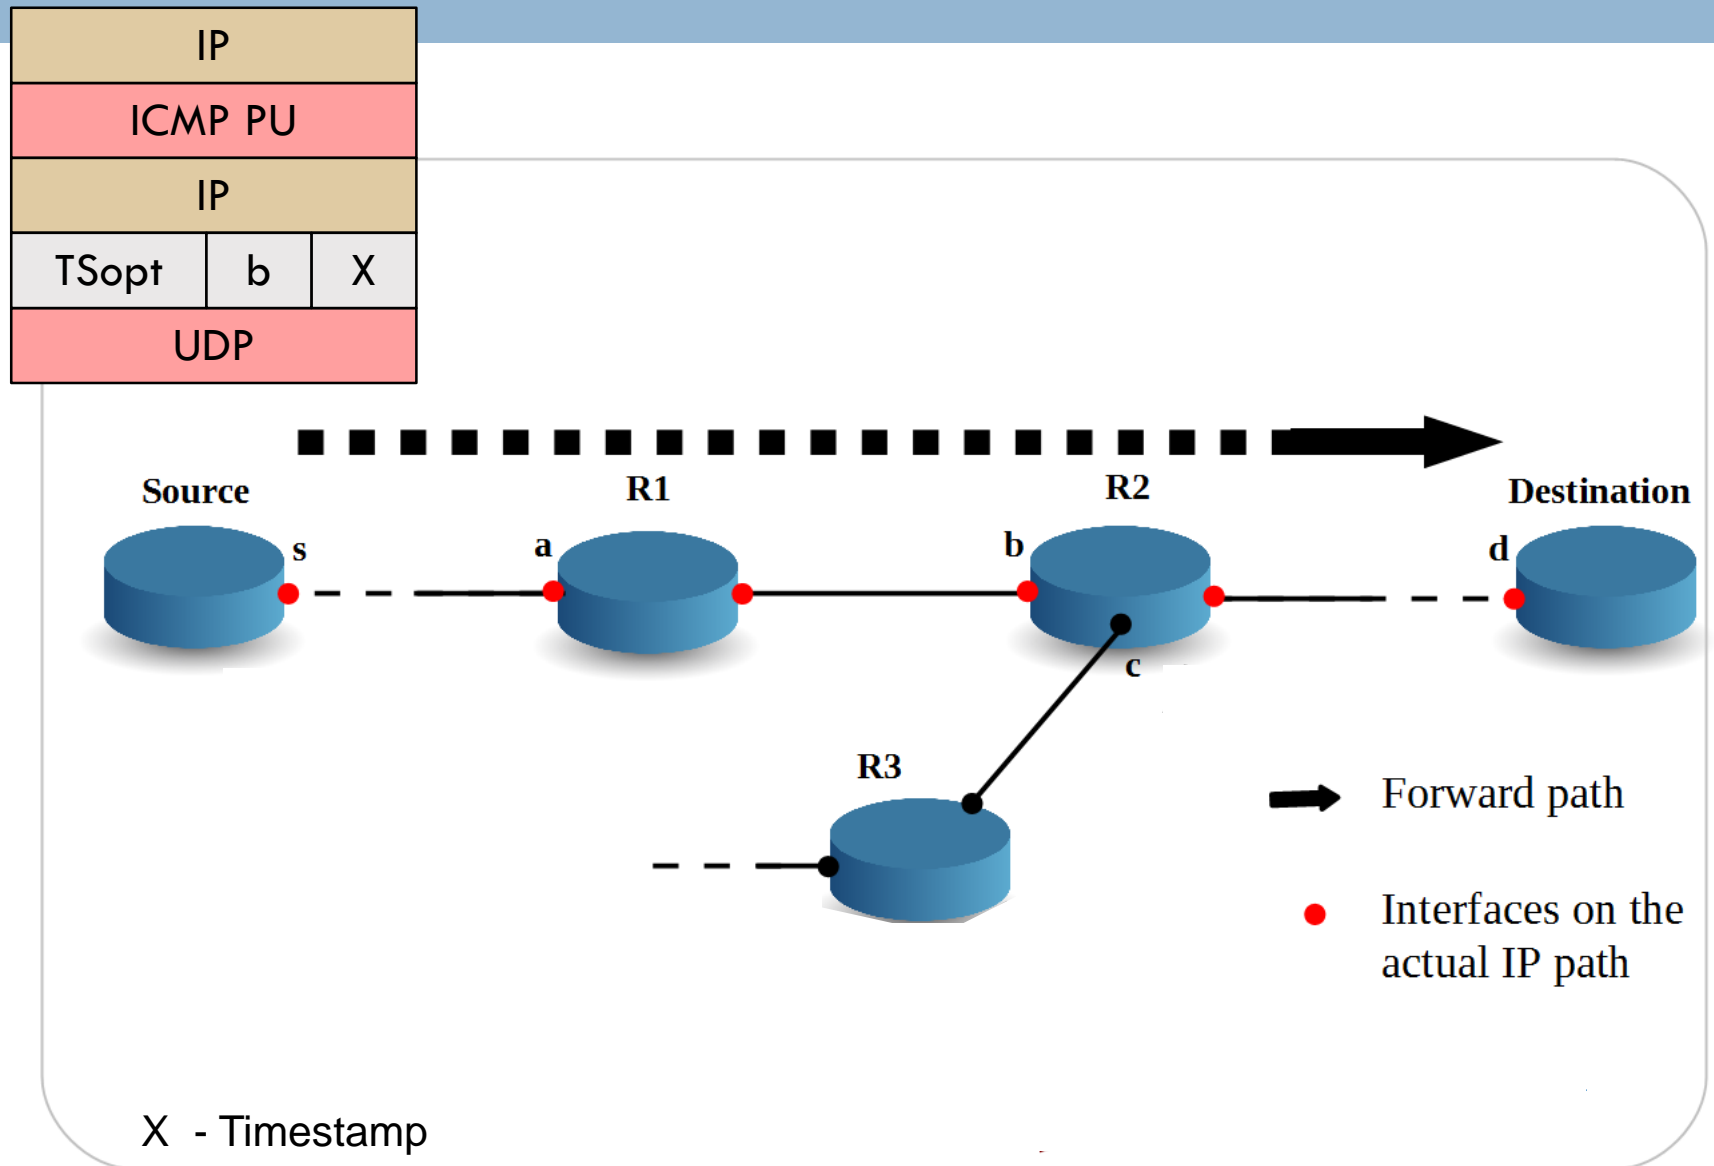 IP
ICMP PU
IP
TSopt b X
UDP
Source R1 R2 Destination
s a b d
c
R3
Forward path
Interfaces on the
actual IP path
X - Timestamp